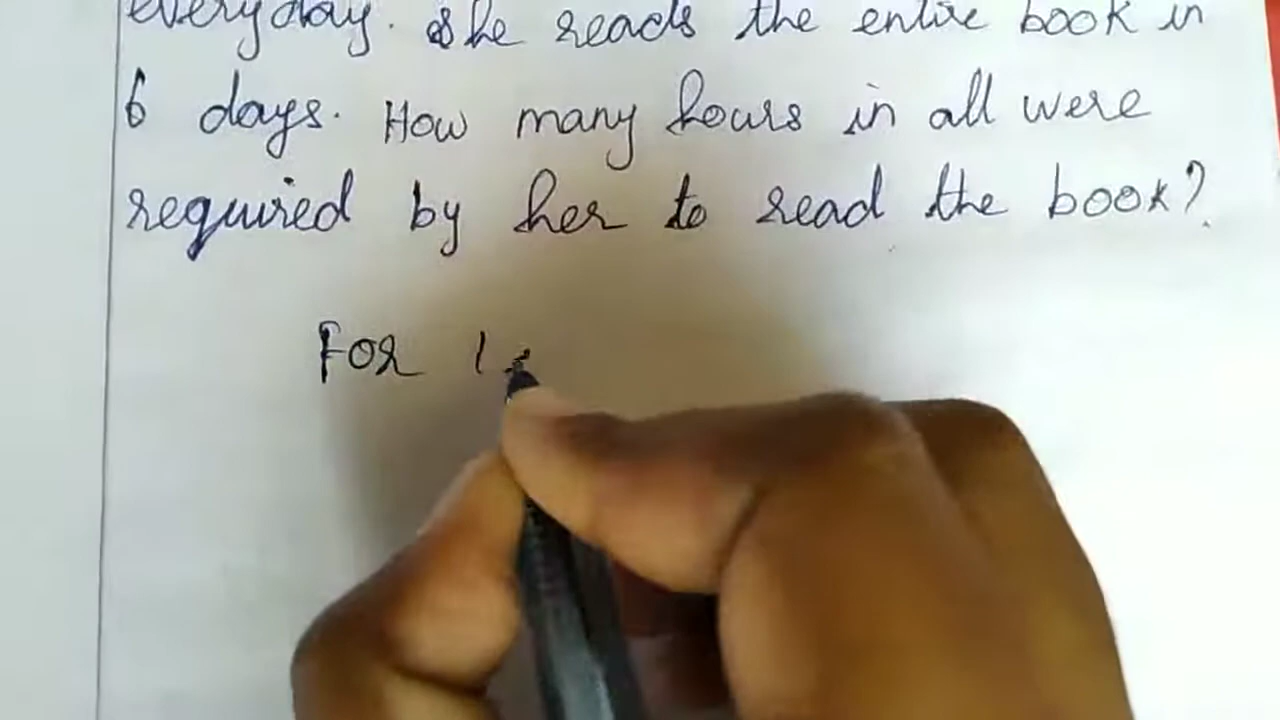 everyday. She reads the entire book in
6 days. How many hours in all were
required by her to read the book?
For 1